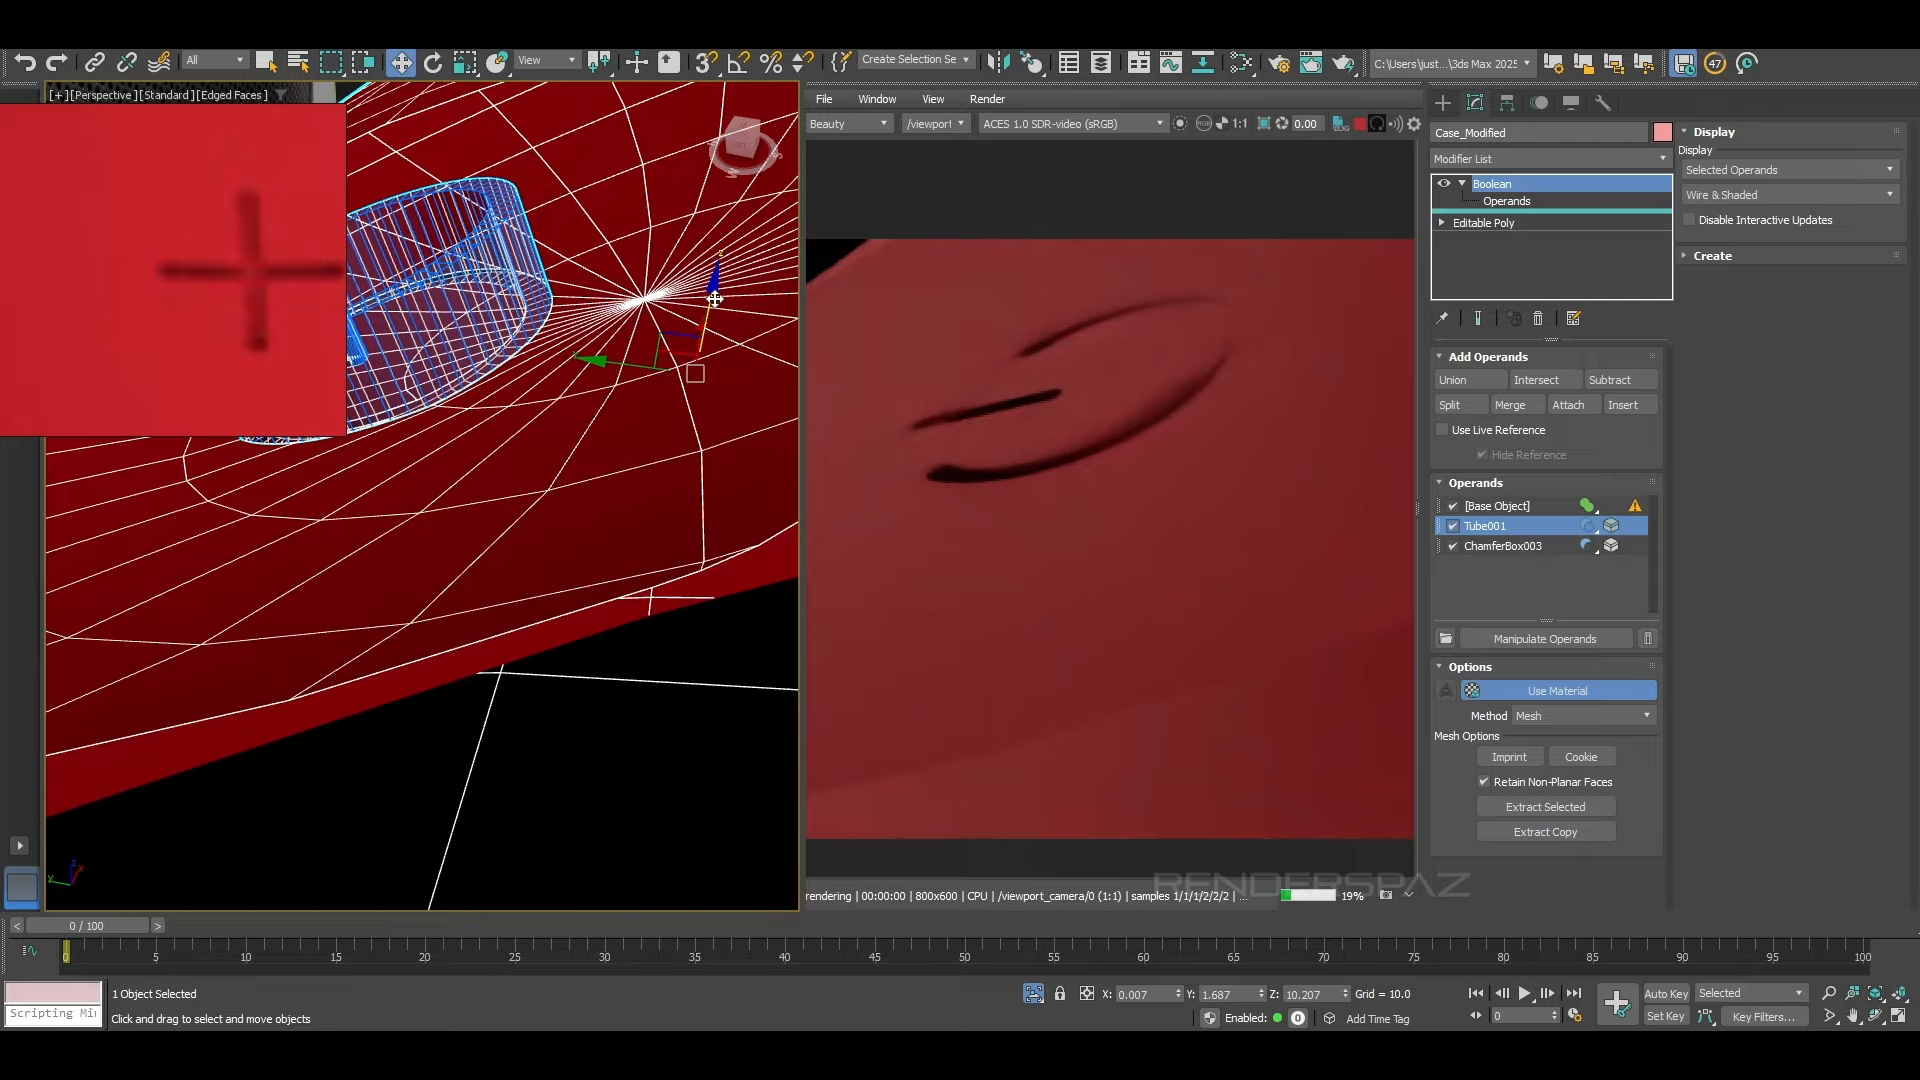 All
View
Create Selection Se
C:\Users\just...\3ds Max 2025
47
[+][Perspective][Standard][Edged Faces]
File Window View Render
Beauty
/viewport
ACES 1.0 SDR-video (sRGB)
1:1
0.00
Case_Modified
Modifier List
Boolean
Operands
Editable Poly
Display
Display
Selected Operands
Wire & Shaded
Disable Interactive Updates
Create
Add Operands
Union Intersect Subtract
Split Merge Attach Insert
Use Live Reference
Hide Reference
Operands
[Base Object]
Tube001
ChamferBox003
Manipulate Operands
Options
Use Material
Method Mesh
Mesh Options
Imprint Cookie
Retain Non-Planar Faces
Extract Selected
Extract Copy
RENDERSPAZ
rendering | 00:00:00 | 800x600 | CPU | /viewport_camera/0 (1:1) | samples 1/1/1/2/2/2 | ...
19%
< 0 / 100 >
0 5 10 15 20 25 30 35 40 45 50 55 60 65 70 75 80 85 90 95 100
1 Object Selected
X: 0.007 Y: 1.687 Z: 10.207 Grid = 10.0
Auto Key Selected
Scripting Mi
Click and drag to select and move objects
Enabled: 0 Add Time Tag
0
Set Key Key Filters...